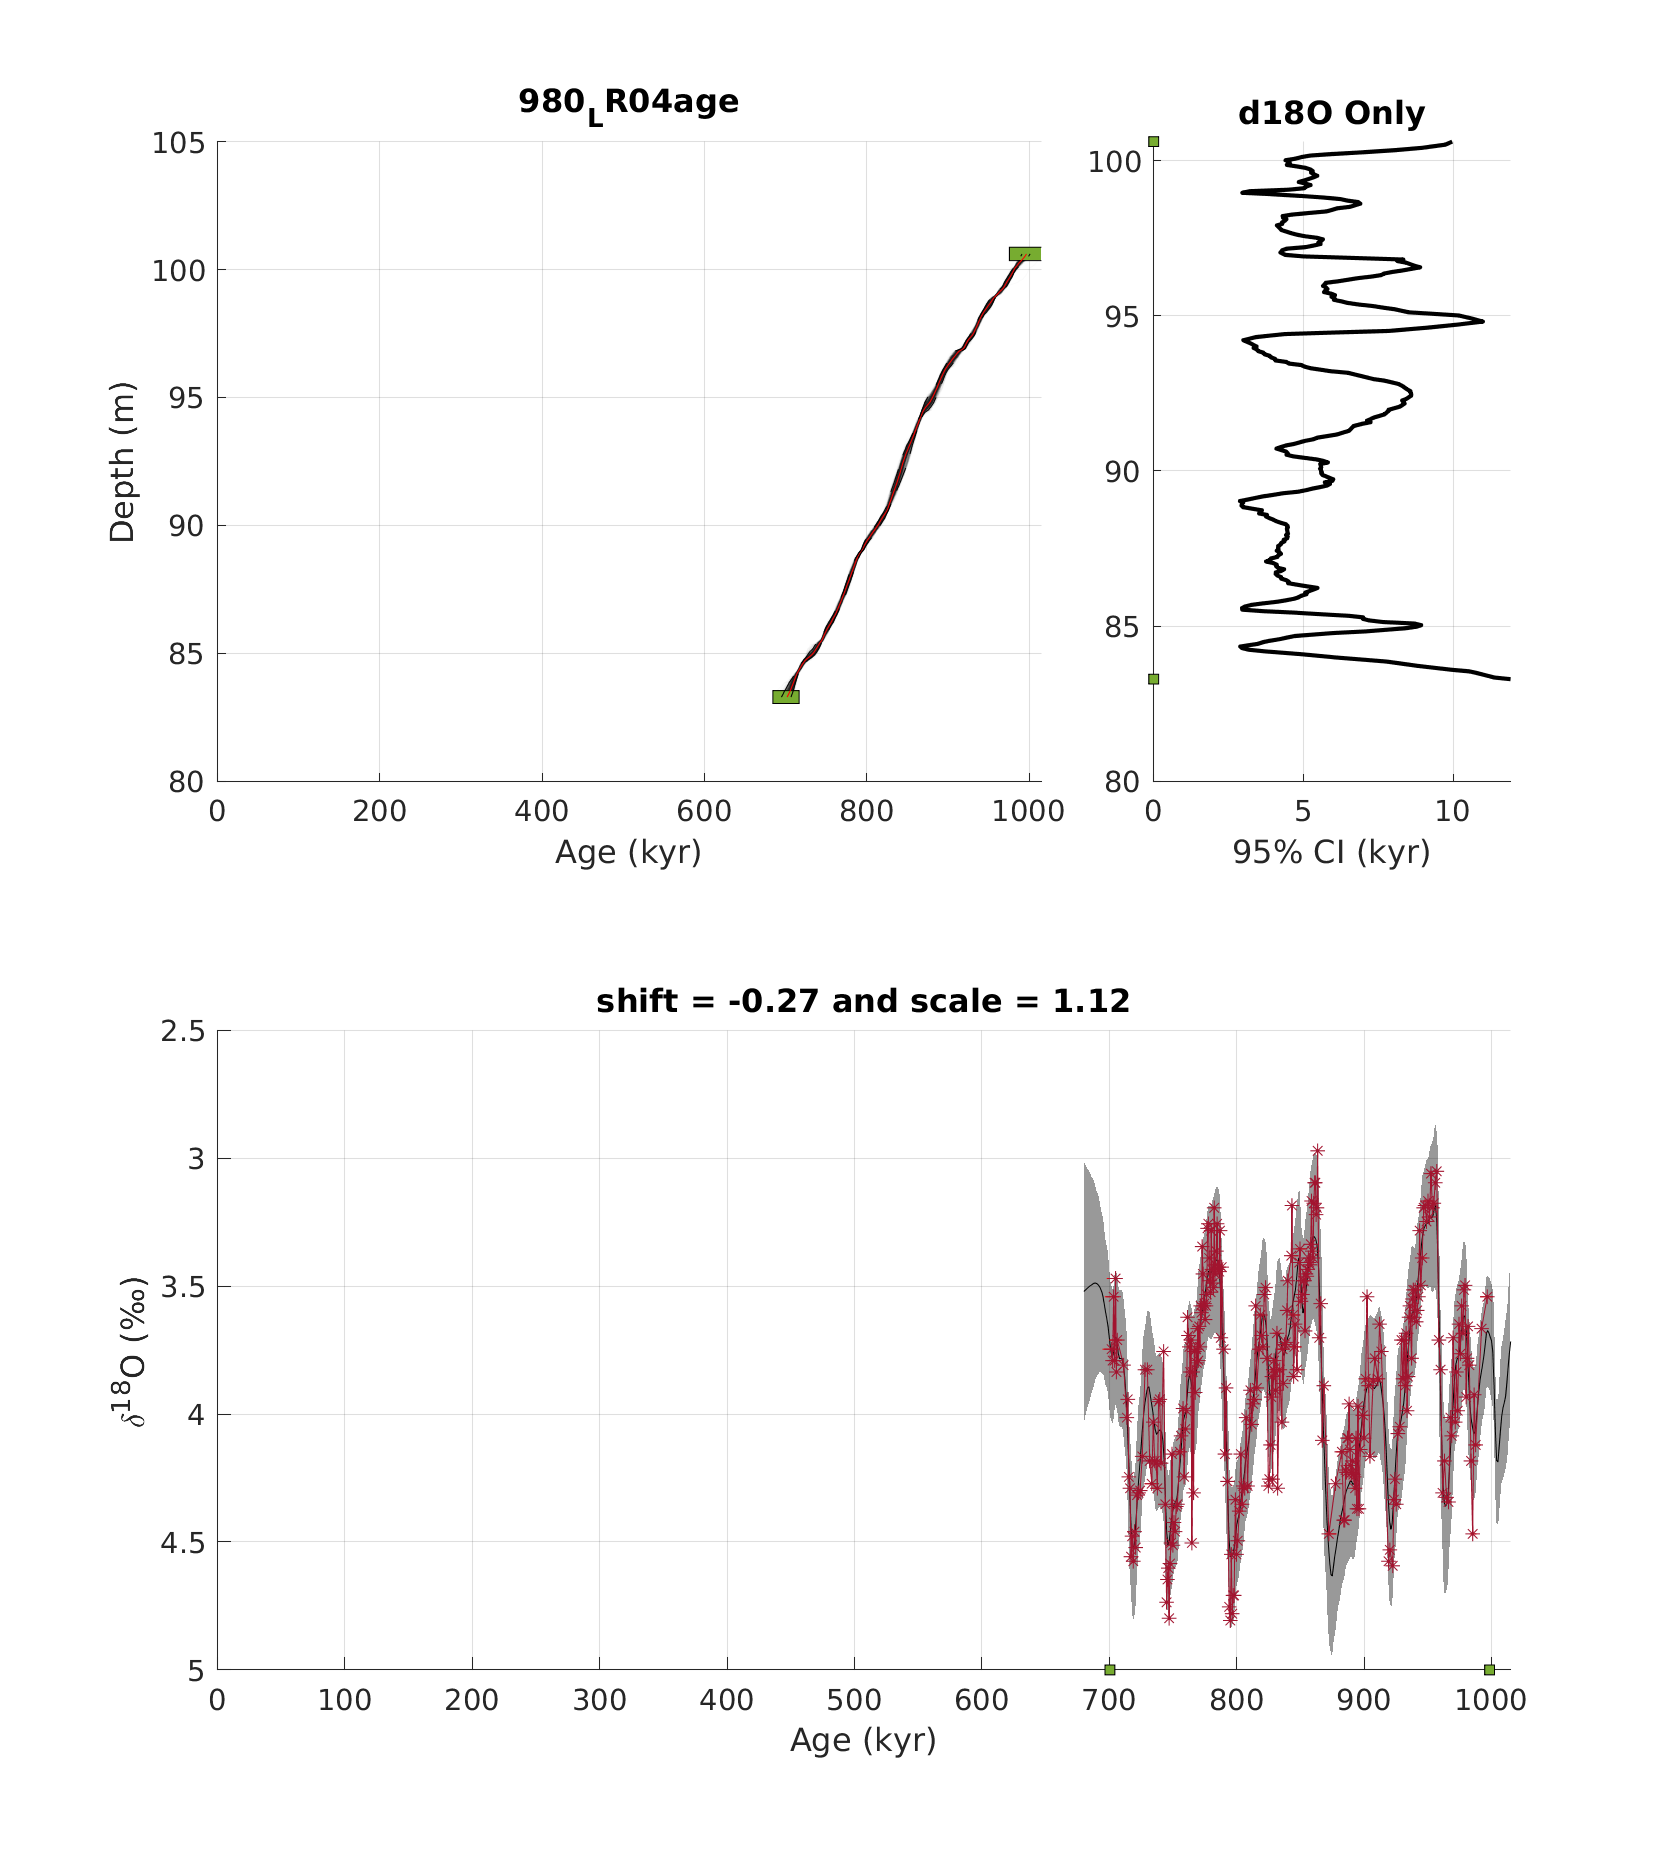 980LR04age
105
100
95
90
85
80
Depth (m)
0 200 400 600 800 1000
Age (kyr)
d18O Only
100
95
90
85
80
0 5 10
95% CI (kyr)
shift = -0.27 and scale = 1.12
2.5
3
3.5
4
4.5
5
δ18O (‰)
0 100 200 300 400 500 600 700 800 900 1000
Age (kyr)